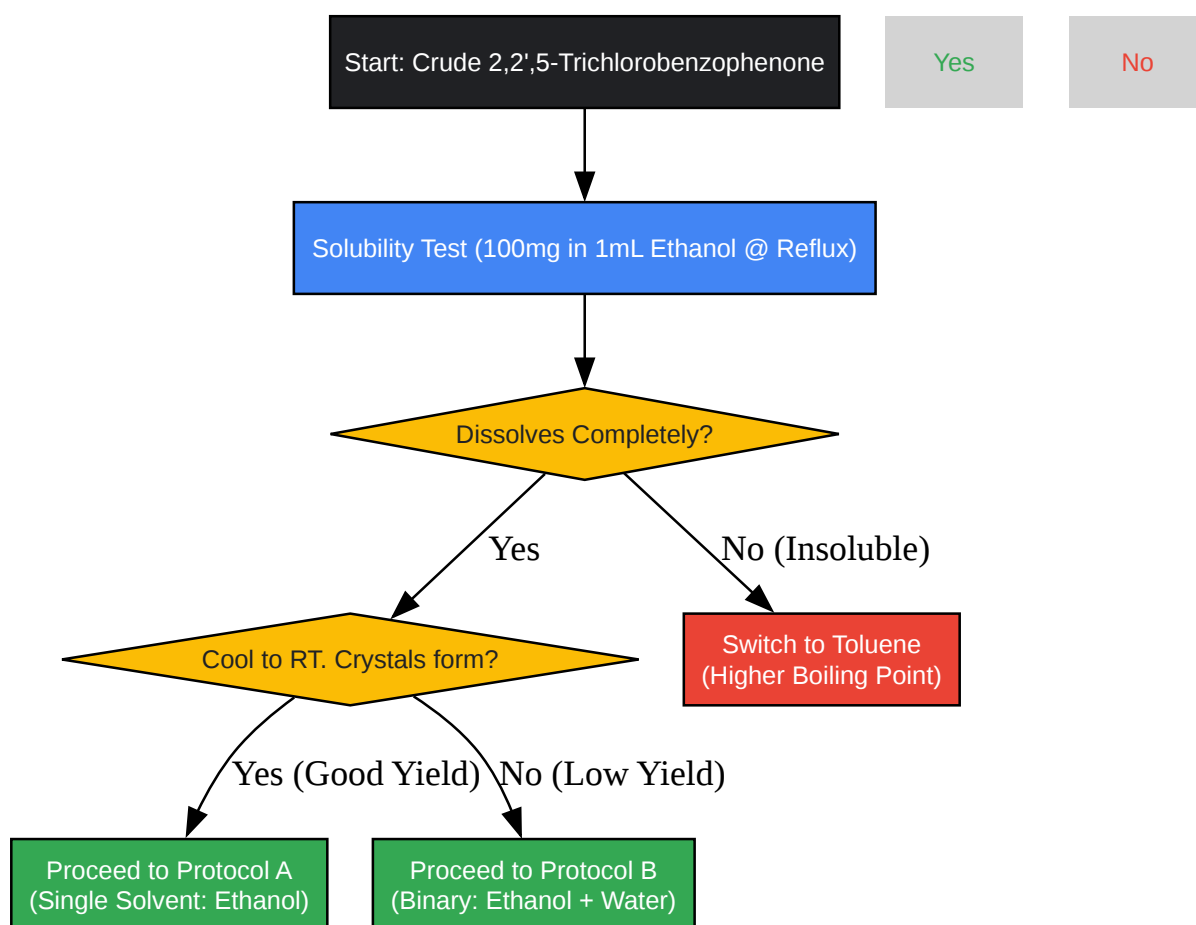 Start: Crude 2,2',5-Trichlorobenzophenone
Yes
No
Solubility Test (100mg in 1mL Ethanol @ Reflux)
Dissolves Completely?
Yes
No (Insoluble)
Cool to RT. Crystals form?
Switch to Toluene
(Higher Boiling Point)
Yes (Good Yield)
No (Low Yield)
Proceed to Protocol A
(Single Solvent: Ethanol)
Proceed to Protocol B
(Binary: Ethanol + Water)